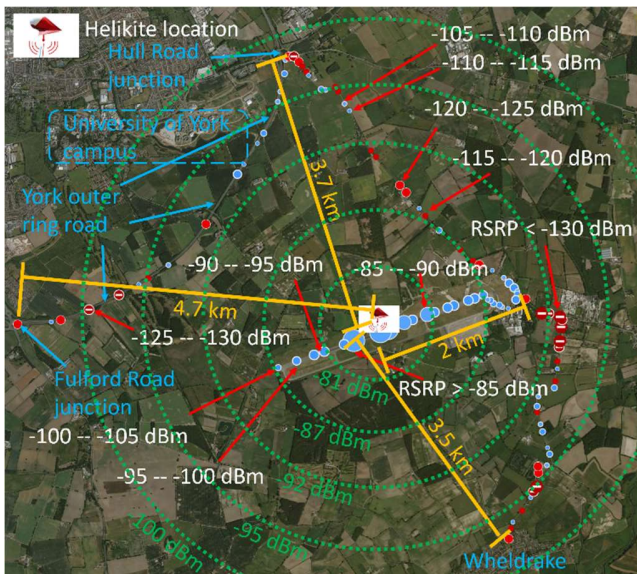 Helikite location
Hull Road
junction
-105 -- -110 dBm
-110 -- -115 dBm
-120 -- -125 dBm
University of York
campus
-115 -- -120 dBm
York outer
ring road
3.7 km
RSRP < -130 dBm
-90 -- -95 dBm
-85 -- -90 dBm
4.7 km
-125 -- -130 dBm
2 km
Fulford Road
junction
-81 dBm
RSRP > -85 dBm
-100 -- -105 dBm
-87 dBm
3.5 km
-95 -- -100 dBm
-92 dBm
-95 dBm
-100 dBm
Wheldrake